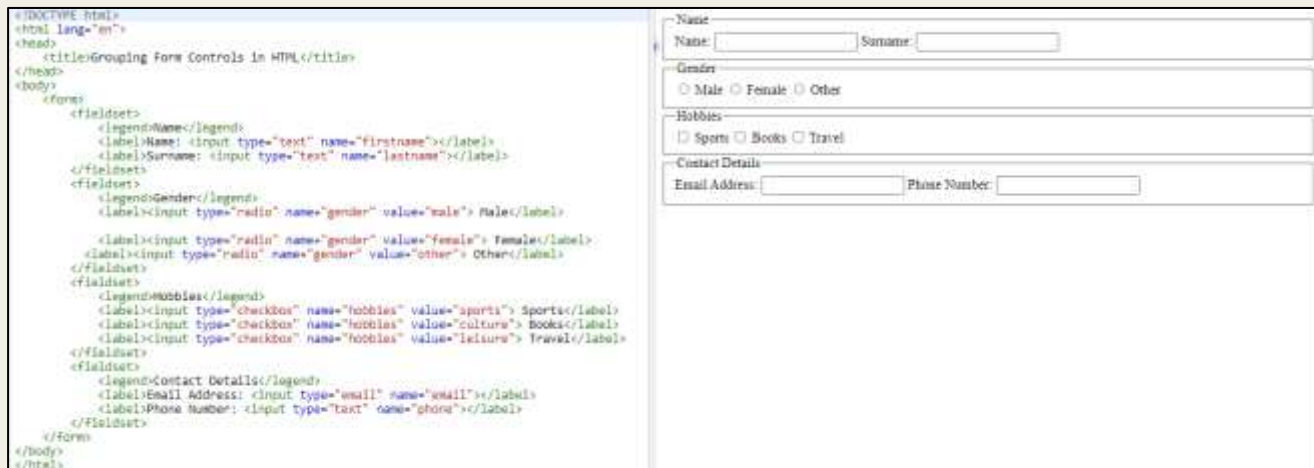 <!DOCTYPE html>
<html lang="en">
<head>
<title>Grouping Form Controls in HTML</title>
</head>
<body>
<form>
<fieldset>
<legend>Name</legend>
<label>Name: <input type="text" name="firstname"></label>
<label>Surname: <input type="text" name="lastname"></label>
</fieldset>
<fieldset>
<legend>Gender</legend>
<label><input type="radio" name="gender" value="male"> Male</label>
<label><input type="radio" name="gender" value="female"> Female</label>
<label><input type="radio" name="gender" value="other"> Other</label>
</fieldset>
<fieldset>
<legend>Hobbies</legend>
<label><input type="checkbox" name="hobbies" value="sports"> Sports</label>
<label><input type="checkbox" name="hobbies" value="culture"> Books</label>
<label><input type="checkbox" name="hobbies" value="leisure"> Travel</label>
</fieldset>
<fieldset>
<legend>Contact Details</legend>
<label>Email Address: <input type="email" name="email"></label>
<label>Phone Number: <input type="text" name="phone"></label>
</fieldset>
</form>
</body>
</html>
Name
Name: Surname:
Gender
Male Female Other
Hobbies
Sports Books Travel
Contact Details
Email Address: Phone Number: